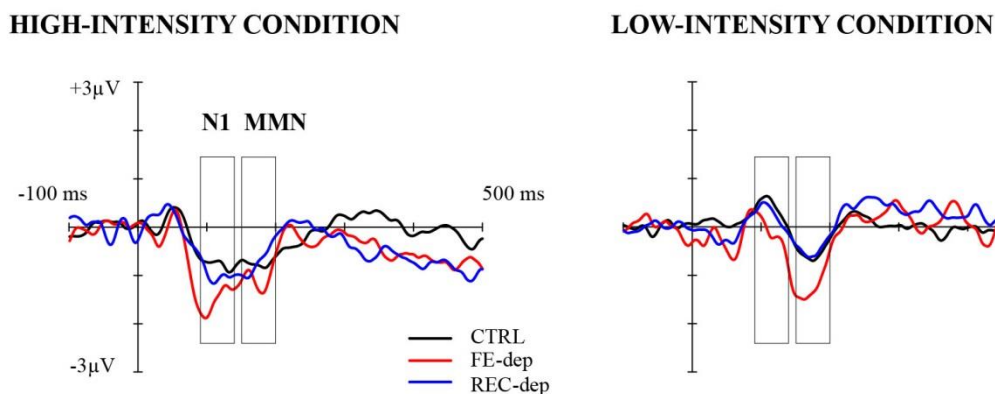 HIGH-INTENSITY CONDITION
LOW-INTENSITY CONDITION
+3µV
N1 MMN
-100 ms
500 ms
-3µV
CTRL
FE-dep
REC-dep